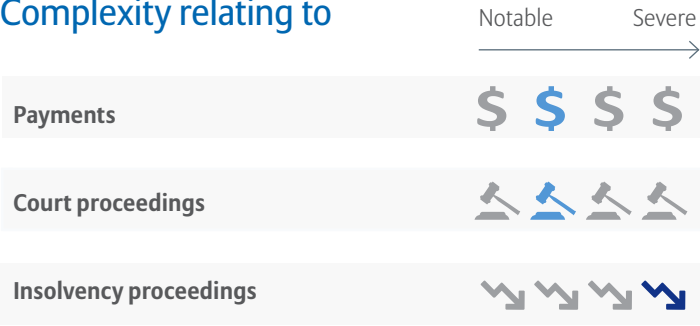 Complexity relating to
Notable Severe
Payments
$ $ $ $
Court proceedings
Insolvency proceedings